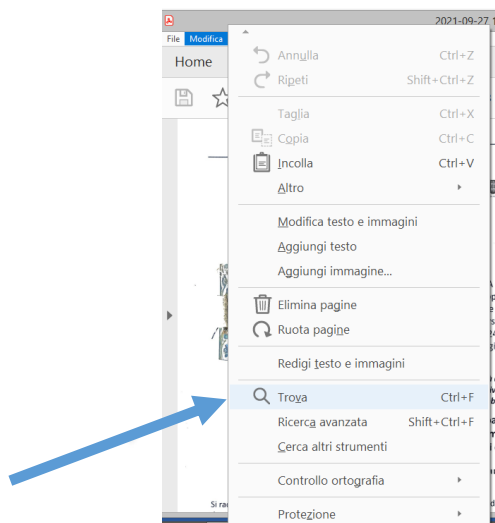 2021-09-27 1
File Modifica
Home
Annulla Ctrl+Z
Ripeti Shift+Ctrl+Z
Taglia Ctrl+X
Copia Ctrl+C
Incolla Ctrl+V
Altro
Modifica testo e immagini
Aggiungi testo
Aggiungi immagine...
Elimina pagine
Ruota pagine
Redigi testo e immagini
Trova Ctrl+F
Ricerca avanzata Shift+Ctrl+F
Cerca altri strumenti
Controllo ortografia
Si ra
Protezione